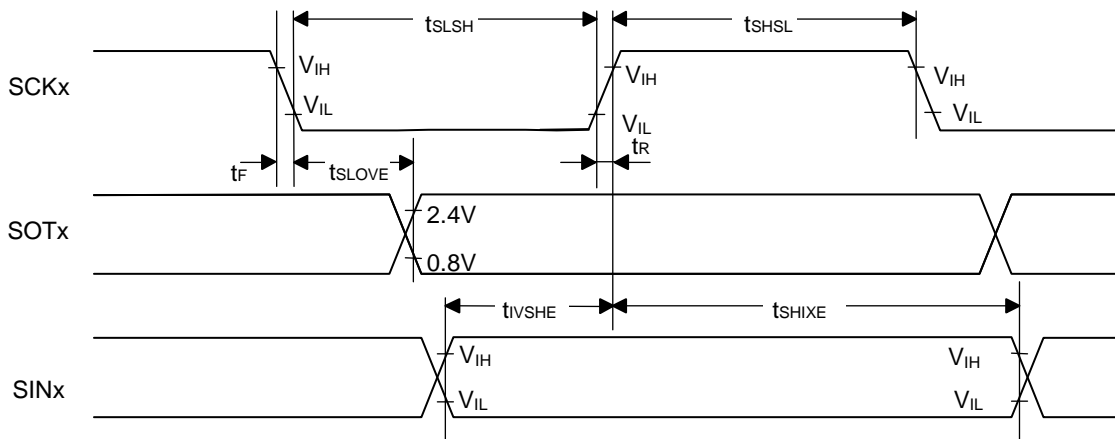 tSLSH
tSHSL
SCKx
VIH
VIL
VIH
VIL
VIH
VIL
tF
tSLOVE
tR
SOTx
2.4V
0.8V
tIVSHE
tSHIXE
SINx
VIH
VIL
VIH
VIL